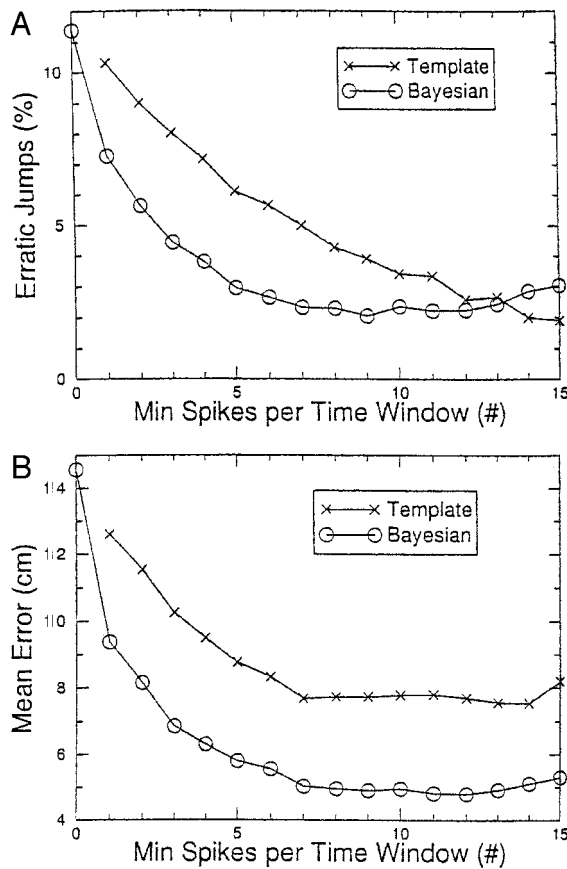 A
Erratic Jumps (%)
10
5
0
Template
Bayesian
0 5 10 15
Min Spikes per Time Window (#)
B
Mean Error (cm)
14
12
10
8
6
4
Template
Bayesian
0 5 10 15
Min Spikes per Time Window (#)